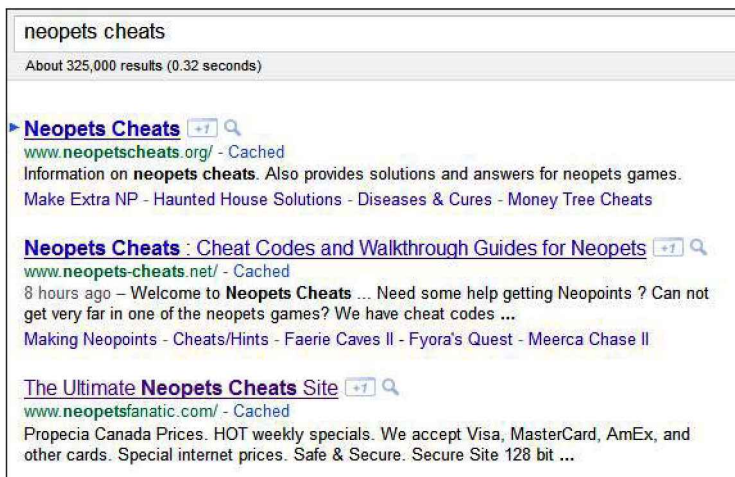 neopets cheats
About 325,000 results (0.32 seconds)
Neopets Cheats +1
www.neopetscheats.org/ - Cached
Information on neopets cheats. Also provides solutions and answers for neopets games.
Make Extra NP - Haunted House Solutions - Diseases & Cures - Money Tree Cheats
Neopets Cheats : Cheat Codes and Walkthrough Guides for Neopets +1
www.neopets-cheats.net/ - Cached
8 hours ago – Welcome to Neopets Cheats ... Need some help getting Neopoints ? Can not
get very far in one of the neopets games? We have cheat codes ...
Making Neopoints - Cheats/Hints - Faerie Caves II - Fyora's Quest - Meerca Chase II
The Ultimate Neopets Cheats Site +1
www.neopetsfanatic.com/ - Cached
Propecia Canada Prices. HOT weekly specials. We accept Visa, MasterCard, AmEx, and
other cards. Special internet prices. Safe & Secure. Secure Site 128 bit ...